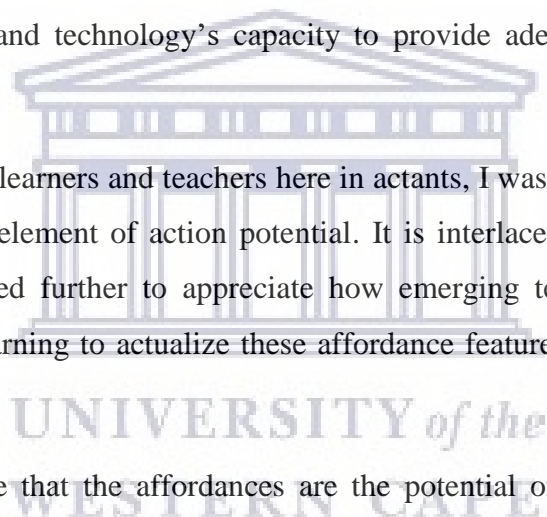 and technology’s capacity to provide ade
learners and teachers here in actants, I was
element of action potential. It is interlace
ed further to appreciate how emerging te
arning to actualize these affordance feature
UNIVERSITY of the
e that the affordances are the potential o
WESTERN CAPE